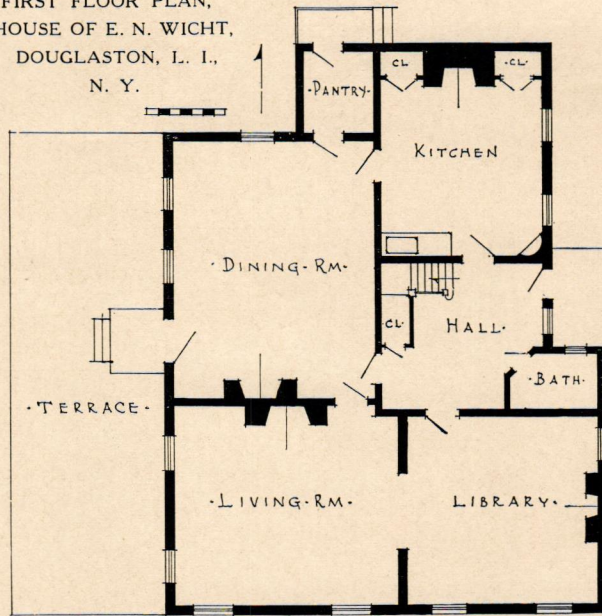 FIRST FLOOR PLAN,
HOUSE OF E. N. WICHT,
DOUGLASTON, L. I.,
N. Y.
CL
·CL·
·PANTRY·
KITCHEN
·DINING·RM·
CL·
HALL·
·BATH·
·TERRACE·
·LIVING·RM·
LIBRARY·